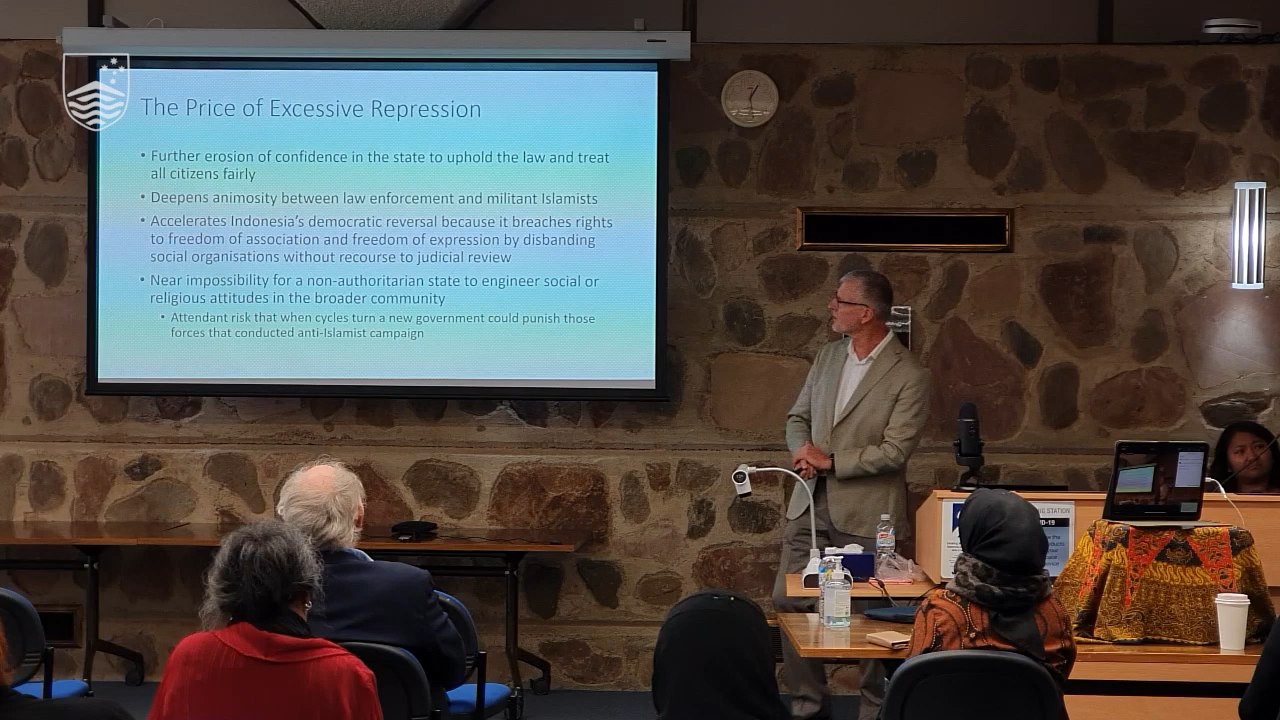 The Price of Excessive Repression
• Further erosion of confidence in the state to uphold the law and treat
all citizens fairly
• Deepens animosity between law enforcement and militant Islamists
• Accelerates Indonesia's democratic reversal because it breaches rights
to freedom of association and freedom of expression by disbanding
social organisations without recourse to judicial review
• Near impossibility for a non-authoritarian state to engineer social or
religious attitudes in the broader community
• Attendant risk that when cycles turn a new government could punish those
forces that conducted anti-Islamist campaign
STATION